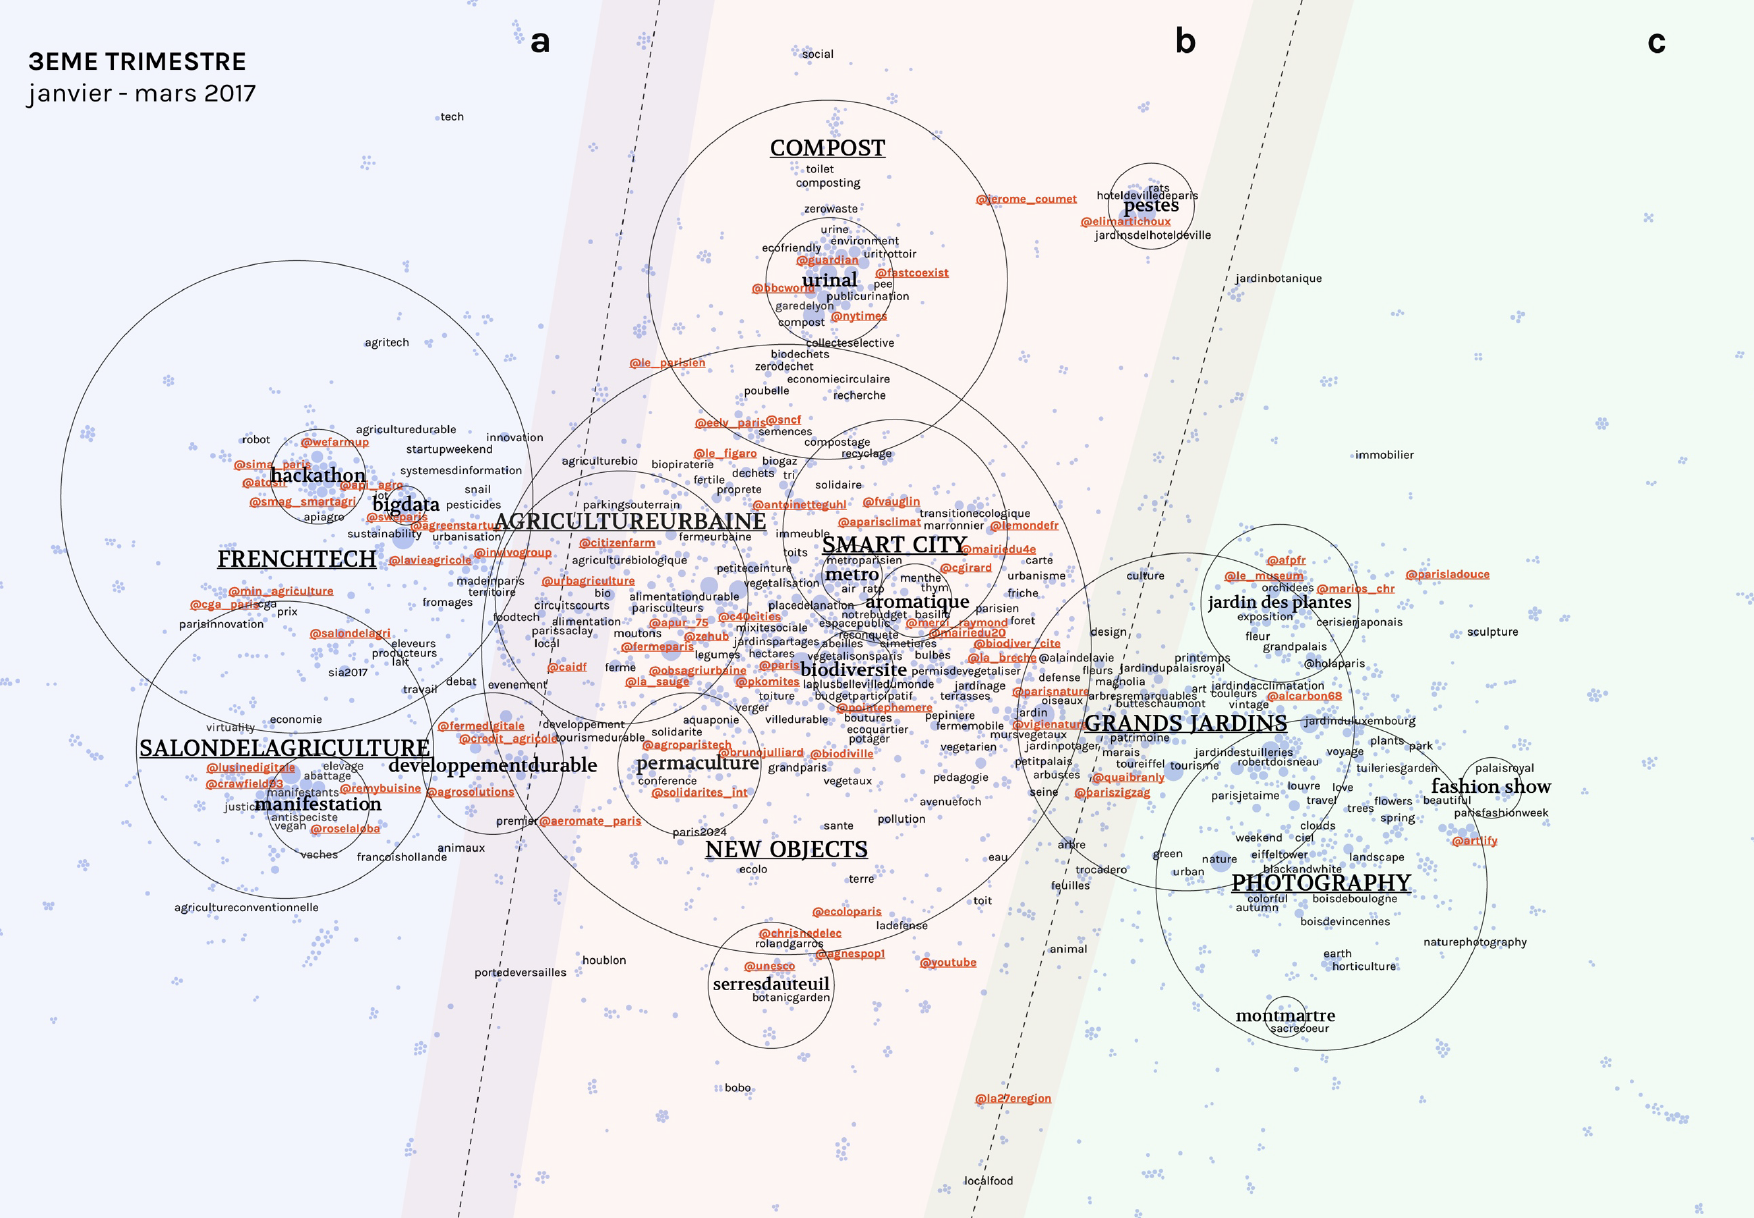 3EME TRIMESTRE
janvier - mars 2017
a
b
c
social
tech
COMPOST
toilet
composting
zerowaste
urine
environment
ecofriendly
uritrottoir
@guardian
@fastcoexist
urinal
pee
@bbcworld
publicurination
garedelyon
@nytimes
compost
collecteselective
biodechets
zerodechet
economiecirculaire
poubelle
recherche
@le_parisien
@jerome_coumet
rats
hoteldevilledeparis
pestes
@elimartichoux
jardinsdelhoteldeville
jardinbotanique
immobilier
agritech
agriculturedurable
robot
@wefarmup
startupweekend
innovation
@sima_paris
hackathon
systemesdinformation
@api_agro
iot
snail
@smag_smartagri
bigdata
pesticides
apiagro
@sweparis
@agreenstartup
sustainability
urbanisation
FRENCHTECH
@lavieagricole
@invivogroup
@min_agriculture
@cga_paris
cga
prix
parisinnovation
madeinparis
territoire
fromages
@salondelagri
eleveurs
producteurs
lait
sia2017
travail
debat
evenement
@eelv_paris
@sncf
semences
compostage
recyclage
@le_figaro
agriculturebio
biopiraterie
biogaz
dechets
tri
fertile
proprete
solidaire
parkingsouterrain
@antoinetteguhl
@fvauglin
AGRICULTUREURBAINE
@aparisclimat
transitionecologique
marronnier
@lemondefr
fermeurbaine
immeuble
@citizenfarm
toits
SMART CITY
@mairiedu4e
agriculturebiologique
petiteceinture
metroparisien
metro
@cgirard
carte
urbanisme
@urbagriculture
vegetalisation
menthe
thym
air
ratp
friche
bio
alimentationdurable
circuitscourts
parisculteurs
placedelanation
aromatique
parisien
foodtech
alimentation
@apur_75
@c40cities
notrebudget
basilic
foret
espacepublic
@merci_raymond
parissaclay
moutons
mixitesociale
@mairiedu20
local
@zehub
reconquete
@fermeparis
jardinspartages
abeilles
cimetieres
@biodiver_cite
legumes
hectares
vegetalisonsparis
bulbes
@la_breche
@alaindelavie
@caidf
ferme
@obsagriurbaine
@paris
biodiversite
permisdevegetaliser
@la_sauge
@pkomites
laplusbellevilledumonde
jardinage
defense
toiture
budgetparticipatif
terrasses
@parisnature
oiseaux
verger
@pointephemere
villedurable
boutures
pepiniere
jardin
aquaponie
ecoquartier
fermemobile
@vigienature
solidarite
potager
mursvegetaux
@agroparistech
@brunojulliard
@biodiville
vegetarien
jardinpotager
permaculture
grandparis
petitpalais
conference
vegetaux
pedagogie
arbustes
@solidarites_int
seine
avenuefoch
paris2024
sante
pollution
NEW OBJECTS
eau
ecolo
terre
toit
@ecoloparis
ladefense
@chrisnedelec
rolandgarros
@agnespop1
@unesco
@youtube
serresdauteuil
botanicgarden
houblon
portedeversailles
bobo
@la27eregion
localfood
economie
virtuality
SALONDELAGRICULTURE
@fermedigitale
developpement
@credit_agricole
tourismedurable
developpementdurable
@lusinedigitale
elevage
abattage
@crawfield93
manifestants
@remybuisine
@agrosolutions
justice
manifestation
antispeciste
vegan
@roselaloba
premier
@aeromate_paris
vaches
francoishollande
animaux
agricultureconventionnelle
culture
@afpfr
@le_museum
orchidees
@marios_chr
@parisladouce
jardin des plantes
exposition
cerisierjaponais
design
fleur
grandpalais
sculpture
printemps
@holaparis
fleurs
jardindupalaisroyal
magnolia
art
jardindacclimatation
arbresremarquables
couleurs
@alcarbon68
butteschaumont
vintage
GRANDS JARDINS
jardinduluxembourg
patrimoine
marais
jardindestuilleries
plants
park
toureiffel
tourisme
robertdoisneau
voyage
tuileriesgarden
@quaibranly
louvre
love
@pariszigzag
parisjetaime
travel
trees
flowers
spring
palaisroyal
fashion show
beautiful
parisfashionweek
clouds
weekend
ciel
@artify
arbre
green
nature
eiffeltower
landscape
urban
blackandwhite
trocadero
feuilles
PHOTOGRAPHY
colorful
boisdeboulogne
autumn
boisdevincennes
naturephotography
animal
earth
horticulture
montmartre
sacrecoeur